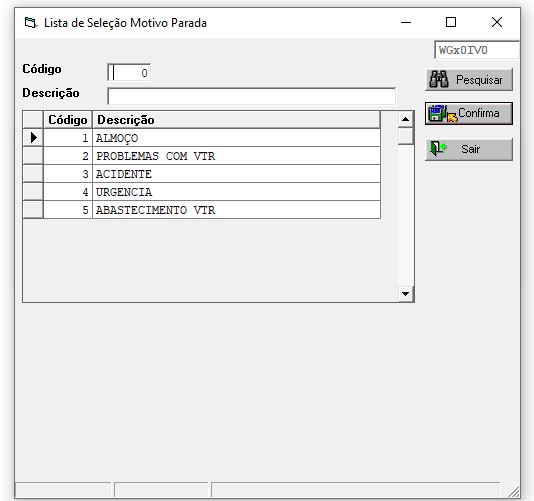 Lista de Seleção Motivo Parada
WGx0IV0
Código 0
Pesquisar
Descrição
Confirma
Código Descrição
1 ALMOÇO
Sair
2 PROBLEMAS COM VTR
3 ACIDENTE
4 URGENCIA
5 ABASTECIMENTO VTR